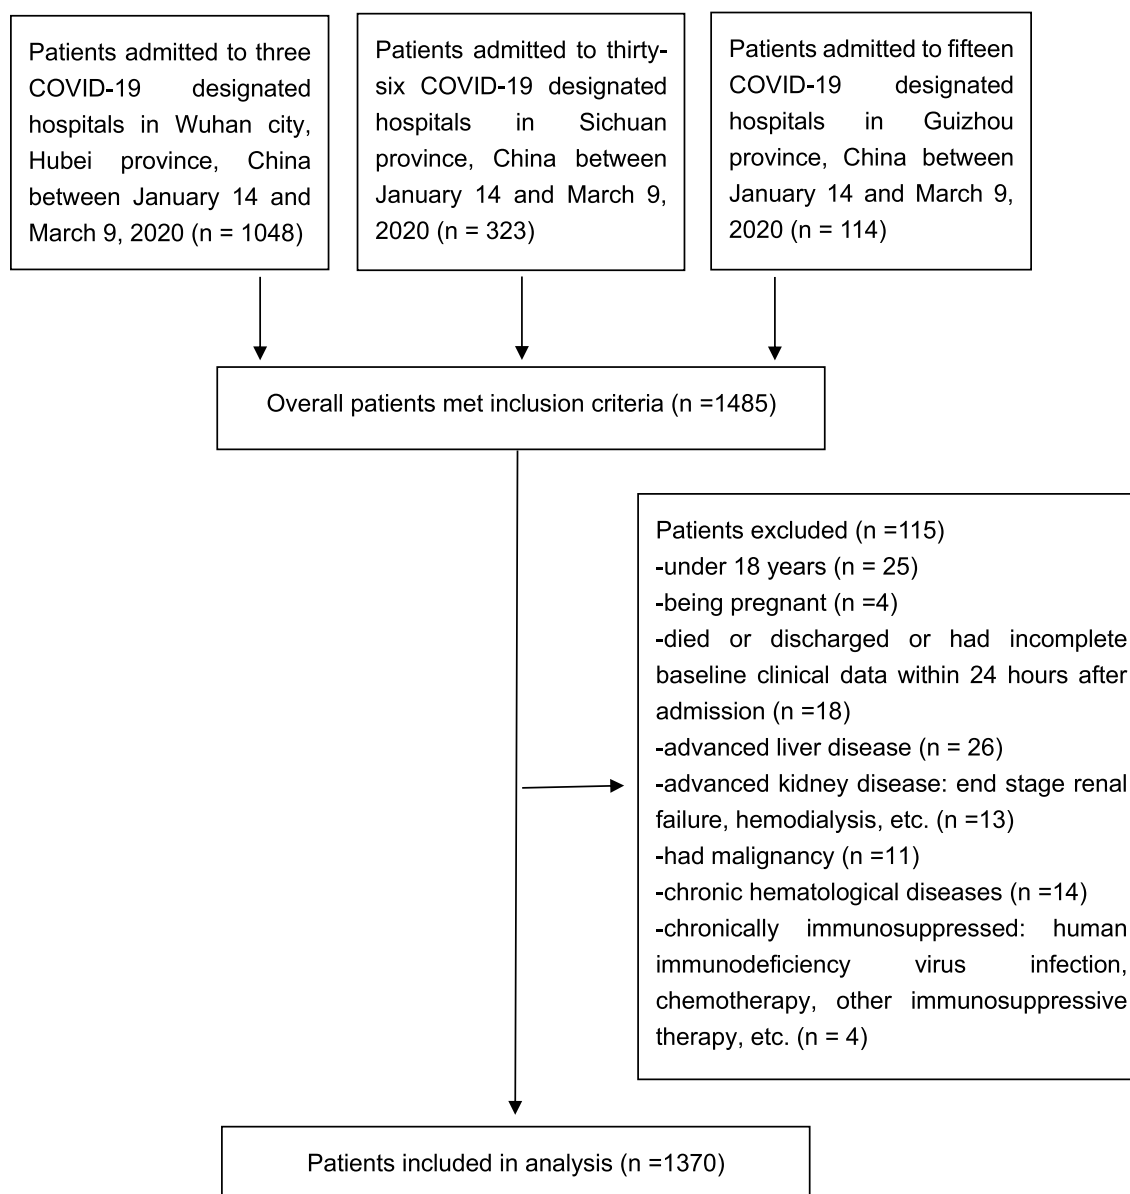 Patients admitted to three
COVID-19 designated
hospitals in Wuhan city,
Hubei province, China
between January 14 and
March 9, 2020 (n = 1048)
Patients admitted to thirty-
six COVID-19 designated
hospitals in Sichuan
province, China between
January 14 and March 9,
2020 (n = 323)
Patients admitted to fifteen
COVID-19 designated
hospitals in Guizhou
province, China between
January 14 and March 9,
2020 (n = 114)
Overall patients met inclusion criteria (n =1485)
Patients excluded (n =115)
-under 18 years (n = 25)
-being pregnant (n =4)
-died or discharged or had incomplete
baseline clinical data within 24 hours after
admission (n =18)
-advanced liver disease (n = 26)
-advanced kidney disease: end stage renal
failure, hemodialysis, etc. (n =13)
-had malignancy (n =11)
-chronic hematological diseases (n =14)
-chronically immunosuppressed: human
immunodeficiency virus infection,
chemotherapy, other immunosuppressive
therapy, etc. (n = 4)
Patients included in analysis (n =1370)